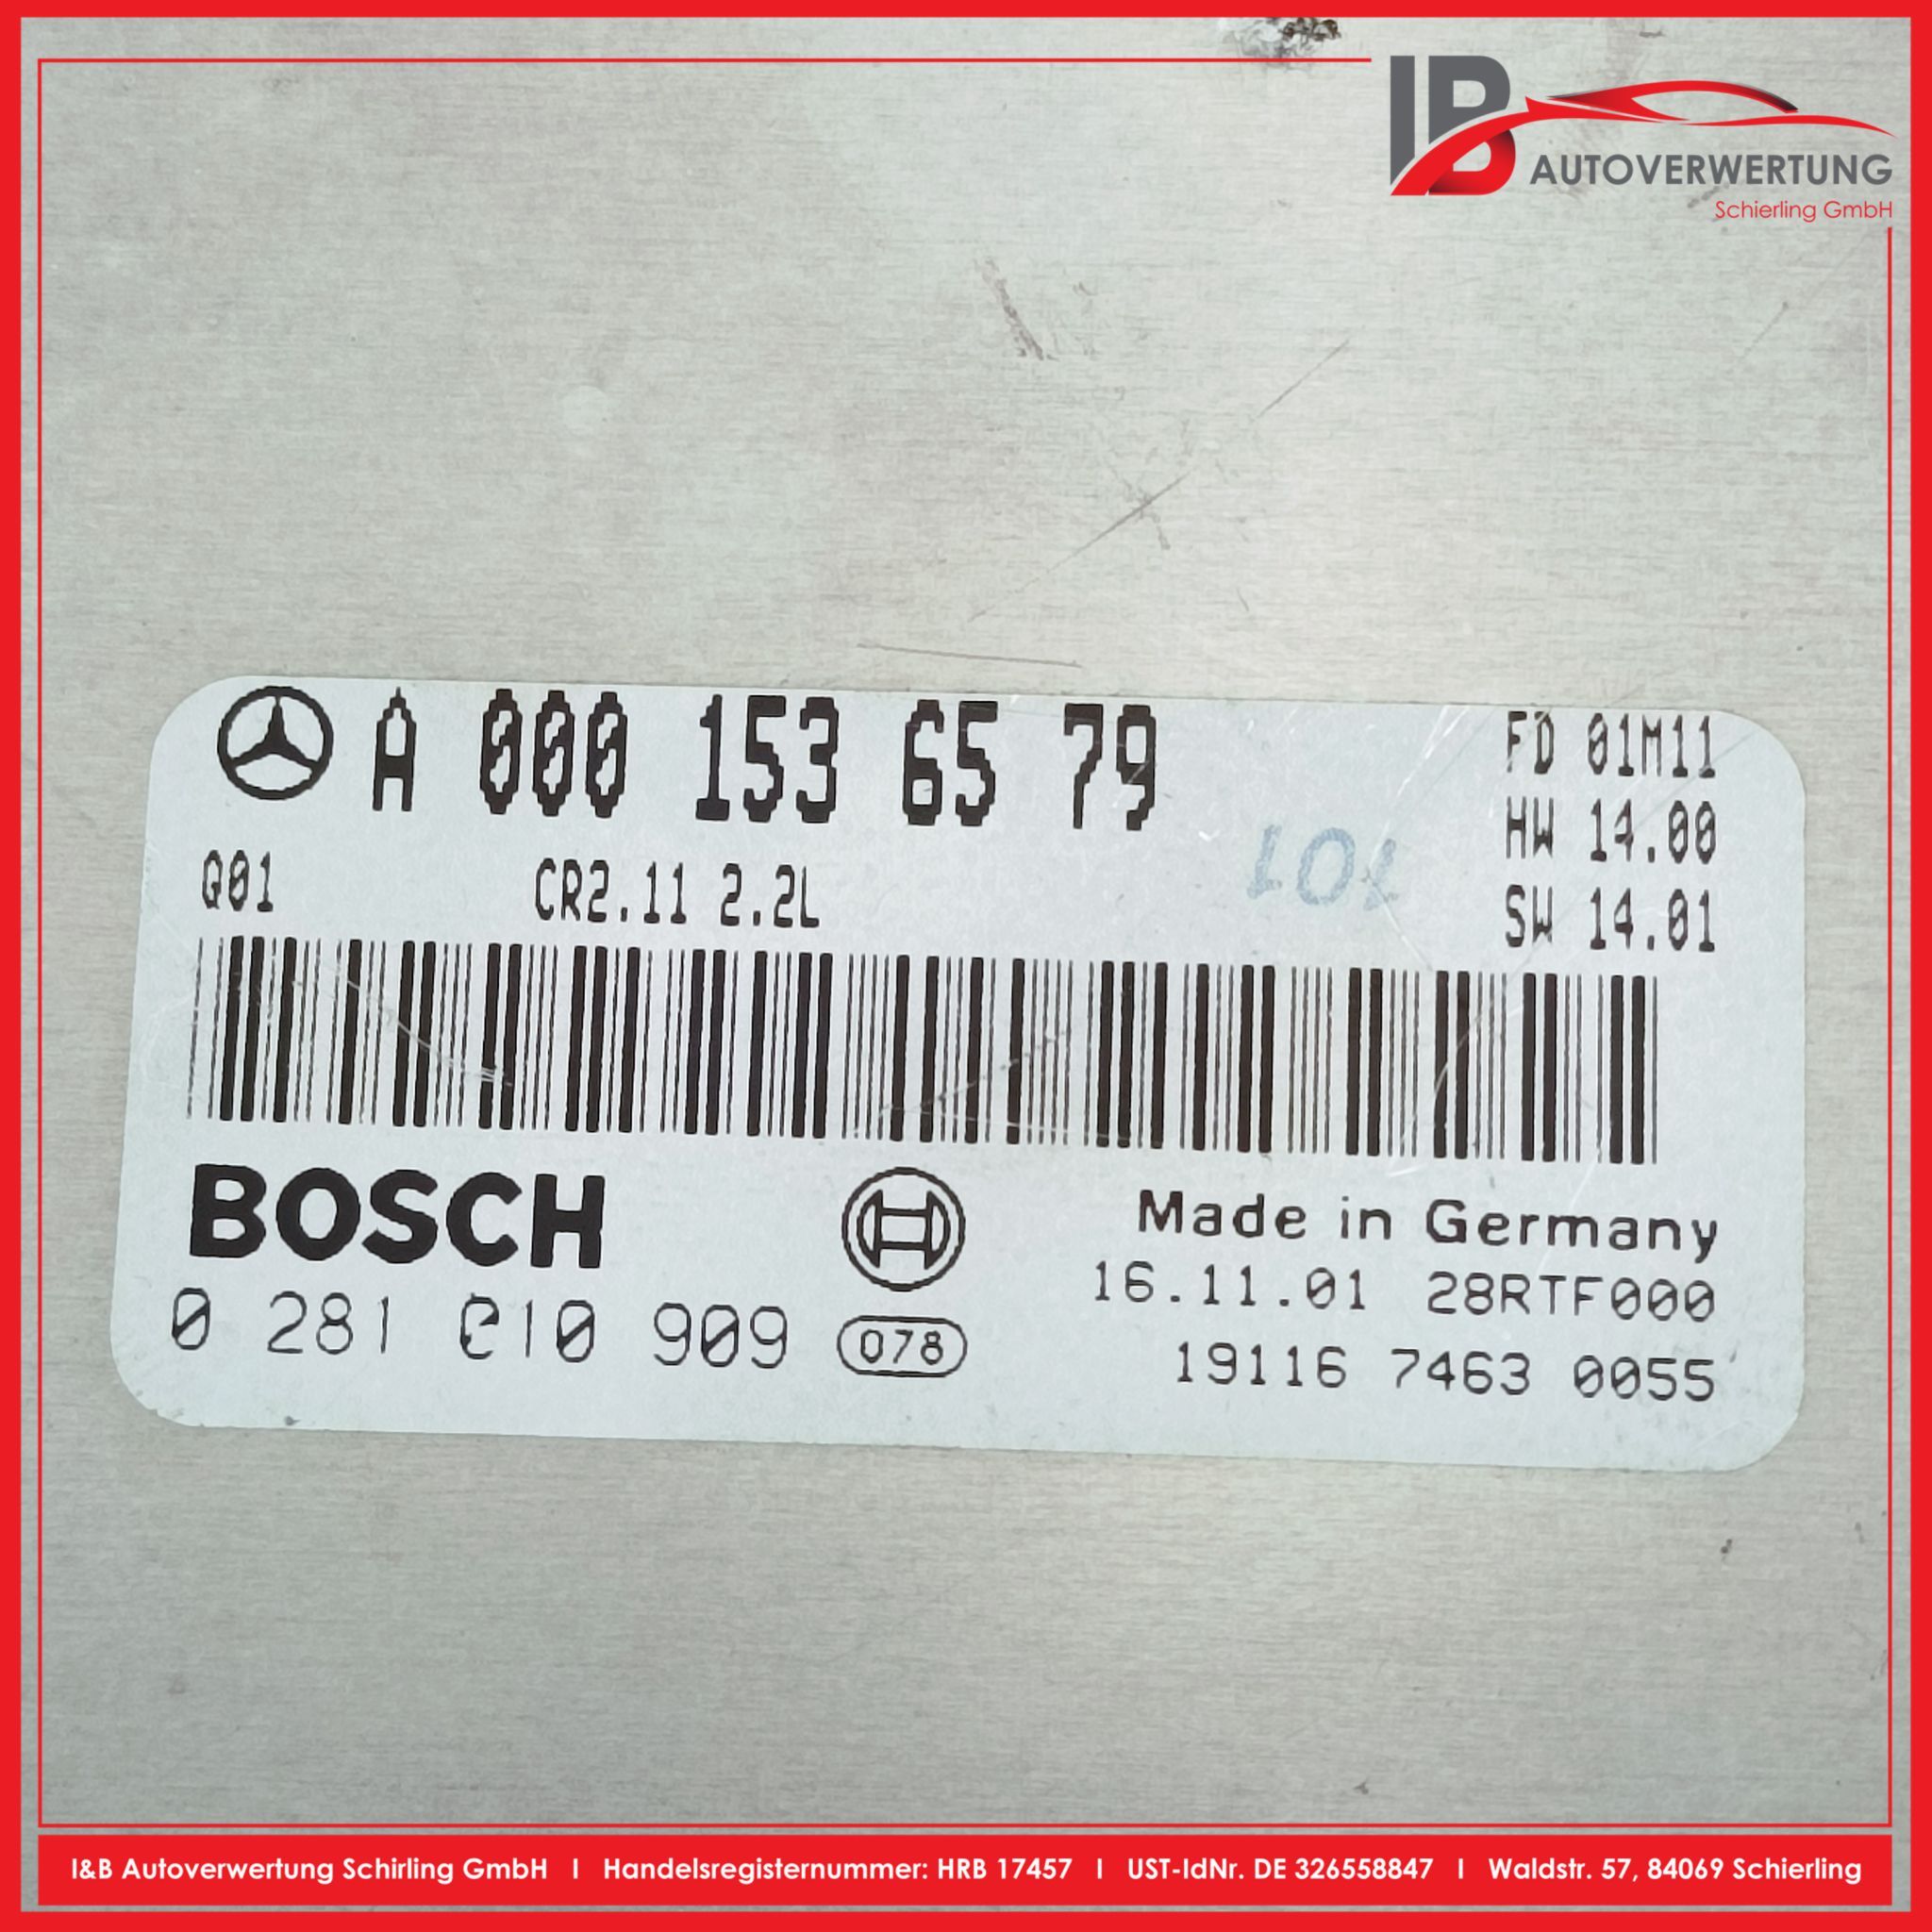 IB
AUTOVERWERTUNG
Schierling GmbH
A 000 153 65 79
FD 01M11
HW 14.00
Q01 CR2.11 2.2L
101
SW 14.01
BOSCH
Made in Germany
16.11.01 28RTF000
0 281 010 909
078
19116 7463 0055
I&B Autoverwertung Schirling GmbH I Handelsregisternummer: HRB 17457 I UST-IdNr. DE 326558847 I Waldstr. 57, 84069 Schierling